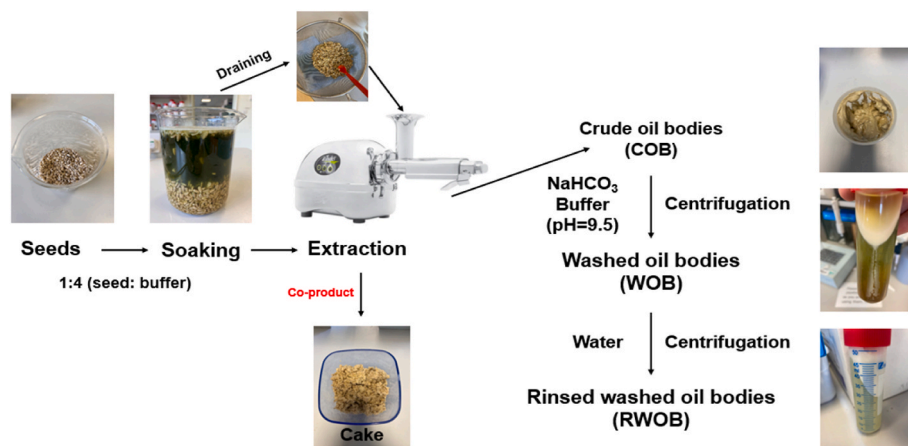 Draining
Seeds
Soaking
Extraction
1:4 (seed: buffer)
Co-product
Cake
Crude oil bodies
(COB)
NaHCO₃
Buffer
(pH=9.5)
Centrifugation
Washed oil bodies
(WOB)
Water
Centrifugation
Rinsed washed oil bodies
(RWOB)